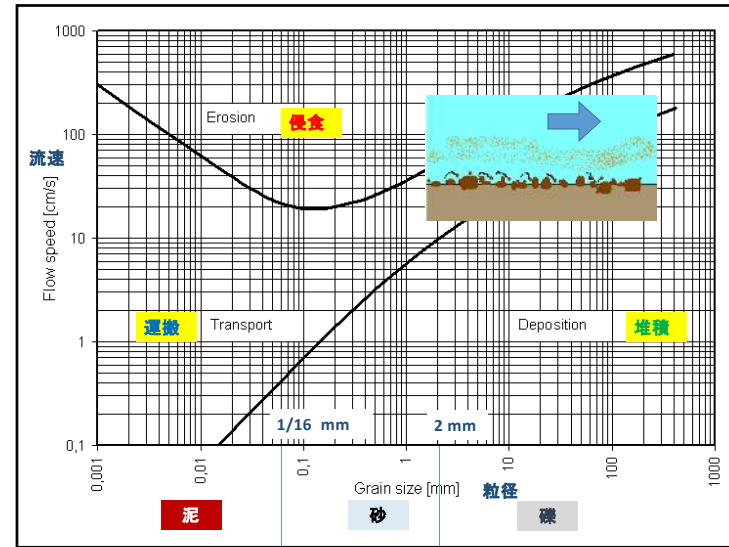 1000
Erosion 侵食
100
流速
Flow speed [cm/s]
10
運搬 Transport
Deposition 堆積
1
1/16 mm
2 mm
0,1
0,001
0,01
0,1
1
10
100
1000
Grain size [mm] 粒径
泥
砂
礫